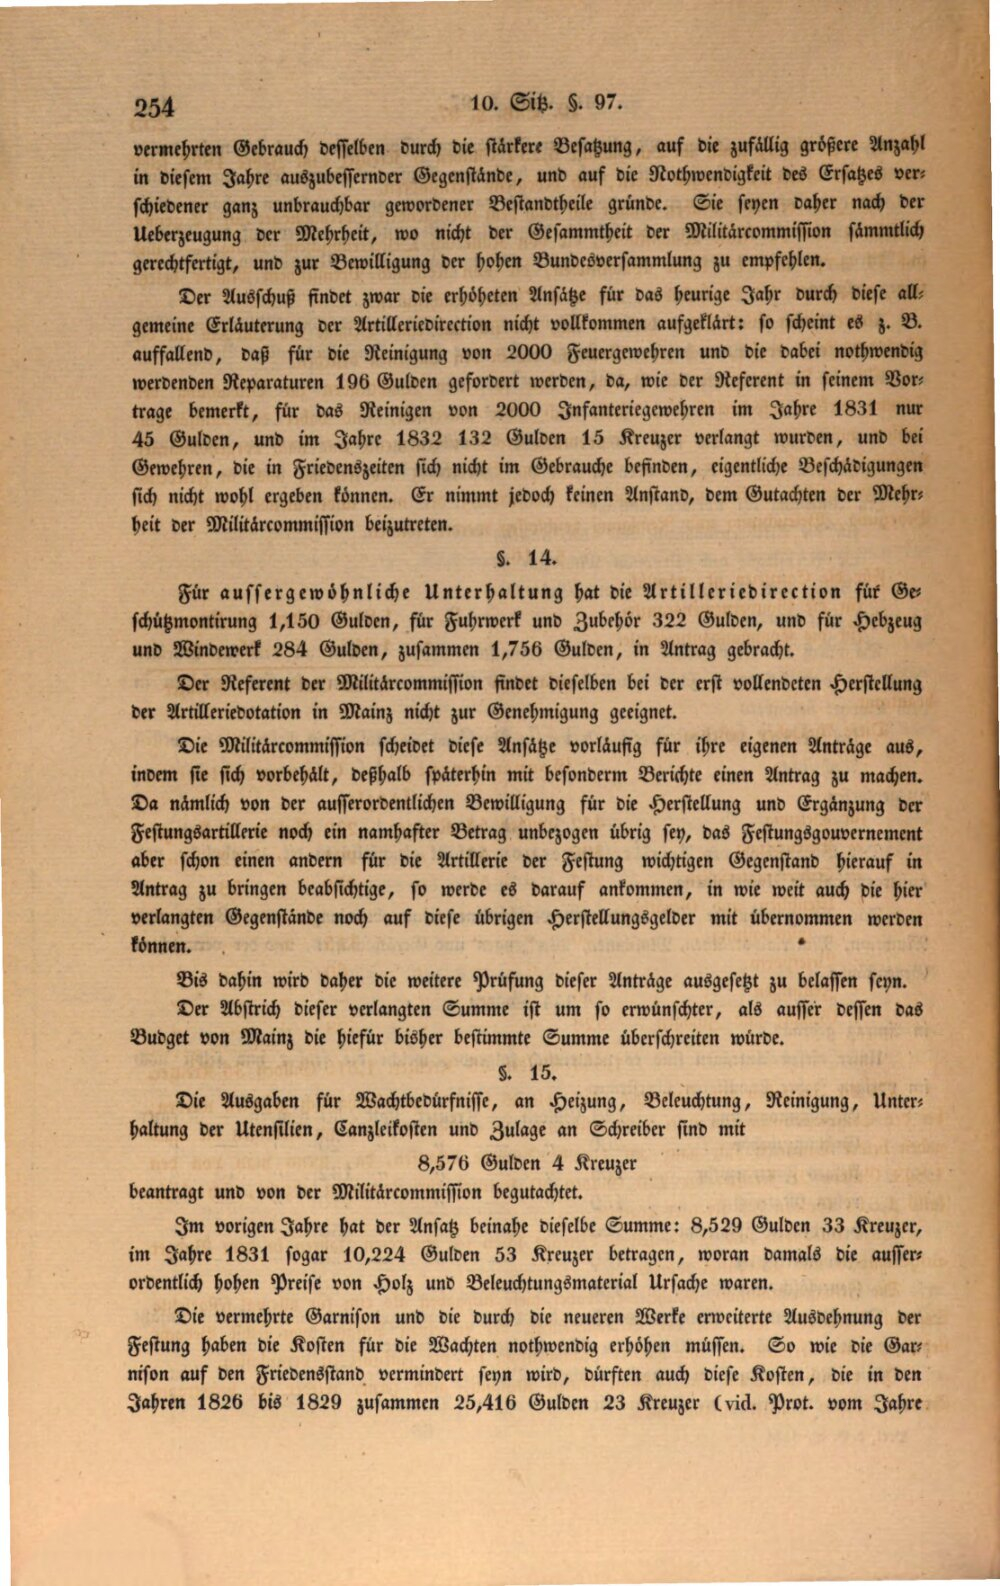 254
10. Sitz. §. 97.
vermehrten Gebrauch desselben durch die stärkere Besatzung, auf die zufällig größere Anzahl
in diesem Jahre auszubessernder Gegenstände, und auf die Nothwendigkeit des Ersatzes ver-
schiedener ganz unbrauchbar gewordener Bestandtheile gründe. Sie seyen daher nach der
Ueberzeugung der Mehrheit, wo nicht der Gesammtheit der Militärcommission sämmtlich
gerechtfertigt, und zur Bewilligung der hohen Bundesversammlung zu empfehlen.
Der Ausschuß findet zwar die erhöheten Ansätze für das heurige Jahr durch diese all-
gemeine Erläuterung der Artilleriedirection nicht vollkommen aufgeklärt: so scheint es z. B.
auffallend, daß für die Reinigung von 2000 Feuergewehren und die dabei nothwendig
werdenden Reparaturen 196 Gulden gefordert werden, da, wie der Referent in seinem Vor-
trage bemerkt, für das Reinigen von 2000 Infanteriegewehren im Jahre 1831 nur
45 Gulden, und im Jahre 1832 132 Gulden 15 Kreuzer verlangt wurden, und bei
Gewehren, die in Friedenszeiten sich nicht im Gebrauche befinden, eigentliche Beschädigungen
sich nicht wohl ergeben können. Er nimmt jedoch keinen Anstand, dem Gutachten der Mehr-
heit der Militärcommission beizutreten.
§. 14.
Für aussergewöhnliche Unterhaltung hat die Artilleriedirection für Ge-
schützmontirung 1,150 Gulden, für Fuhrwerk und Zubehör 322 Gulden, und für Hebzeug
und Windewerk 284 Gulden, zusammen 1,756 Gulden, in Antrag gebracht.
Der Referent der Militärcommission findet dieselben bei der erst vollendeten Herstellung
der Artilleriedotation in Mainz nicht zur Genehmigung geeignet.
Die Militärcommission scheidet diese Ansätze vorläufig für ihre eigenen Anträge aus,
indem sie sich vorbehält, deßhalb späterhin mit besonderm Berichte einen Antrag zu machen.
Da nämlich von der ausserordentlichen Bewilligung für die Herstellung und Ergänzung der
Festungsartillerie noch ein namhafter Betrag unbezogen übrig sey, das Festungsgouvernement
aber schon einen andern für die Artillerie der Festung wichtigen Gegenstand hierauf in
Antrag zu bringen beabsichtige, so werde es darauf ankommen, in wie weit auch die hier
verlangten Gegenstände noch auf diese übrigen Herstellungsgelder mit übernommen werden
können.
Bis dahin wird daher die weitere Prüfung dieser Anträge ausgesetzt zu belassen seyn.
Der Abstrich dieser verlangten Summe ist um so erwünschter, als ausser dessen das
Budget von Mainz die hiefür bisher bestimmte Summe überschreiten würde.
§. 15.
Die Ausgaben für Wachtbedürfnisse, an Heizung, Beleuchtung, Reinigung, Unter-
haltung der Utensilien, Canzleikosten und Zulage an Schreiber sind mit
8,576 Gulden 4 Kreuzer
beantragt und von der Militärcommission begutachtet.
Im vorigen Jahre hat der Ansatz beinahe dieselbe Summe: 8,529 Gulden 33 Kreuzer,
im Jahre 1831 sogar 10,224 Gulden 53 Kreuzer betragen, woran damals die ausser-
ordentlich hohen Preise von Holz und Beleuchtungsmaterial Ursache waren.
Die vermehrte Garnison und die durch die neueren Werke erweiterte Ausdehnung der
Festung haben die Kosten für die Wachten nothwendig erhöhen müssen. So wie die Gar-
nison auf den Friedensstand vermindert seyn wird, dürften auch diese Kosten, die in den
Jahren 1826 bis 1829 zusammen 25,416 Gulden 23 Kreuzer (vid. Prot. vom Jahre